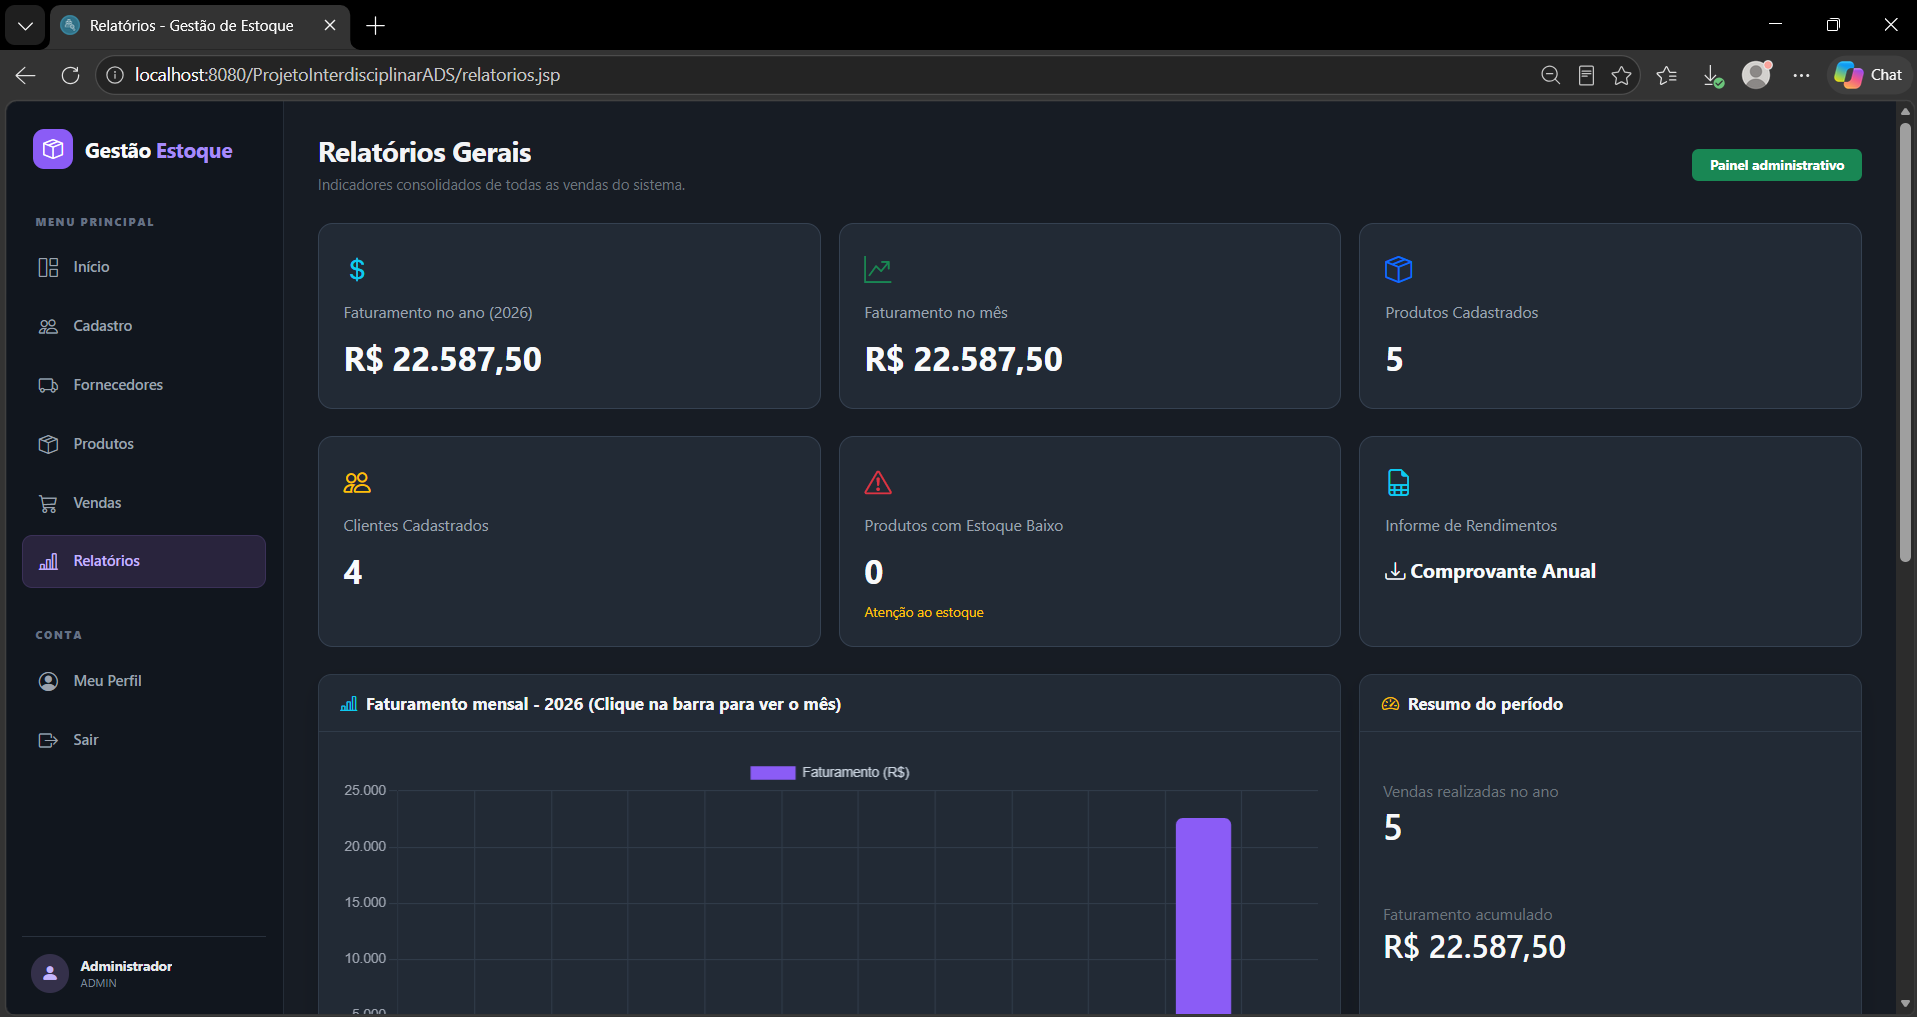 Relatórios - Gestão de Estoque
localhost:8080/ProjetoInterdisciplinarADS/relatorios.jsp
Chat
Gestão Estoque
MENU PRINCIPAL
Início
Cadastro
Fornecedores
Produtos
Vendas
Relatórios
CONTA
Meu Perfil
Sair
Administrador
ADMIN
Relatórios Gerais
Indicadores consolidados de todas as vendas do sistema.
Painel administrativo
$
Faturamento no ano (2026)
R$ 22.587,50
Faturamento no mês
R$ 22.587,50
Produtos Cadastrados
5
Clientes Cadastrados
4
Produtos com Estoque Baixo
0
Atenção ao estoque
Informe de Rendimentos
Comprovante Anual
Faturamento mensal - 2026 (Clique na barra para ver o mês)
Faturamento (R$)
25.000
20.000
15.000
10.000
5.000
Resumo do período
Vendas realizadas no ano
5
Faturamento acumulado
R$ 22.587,50